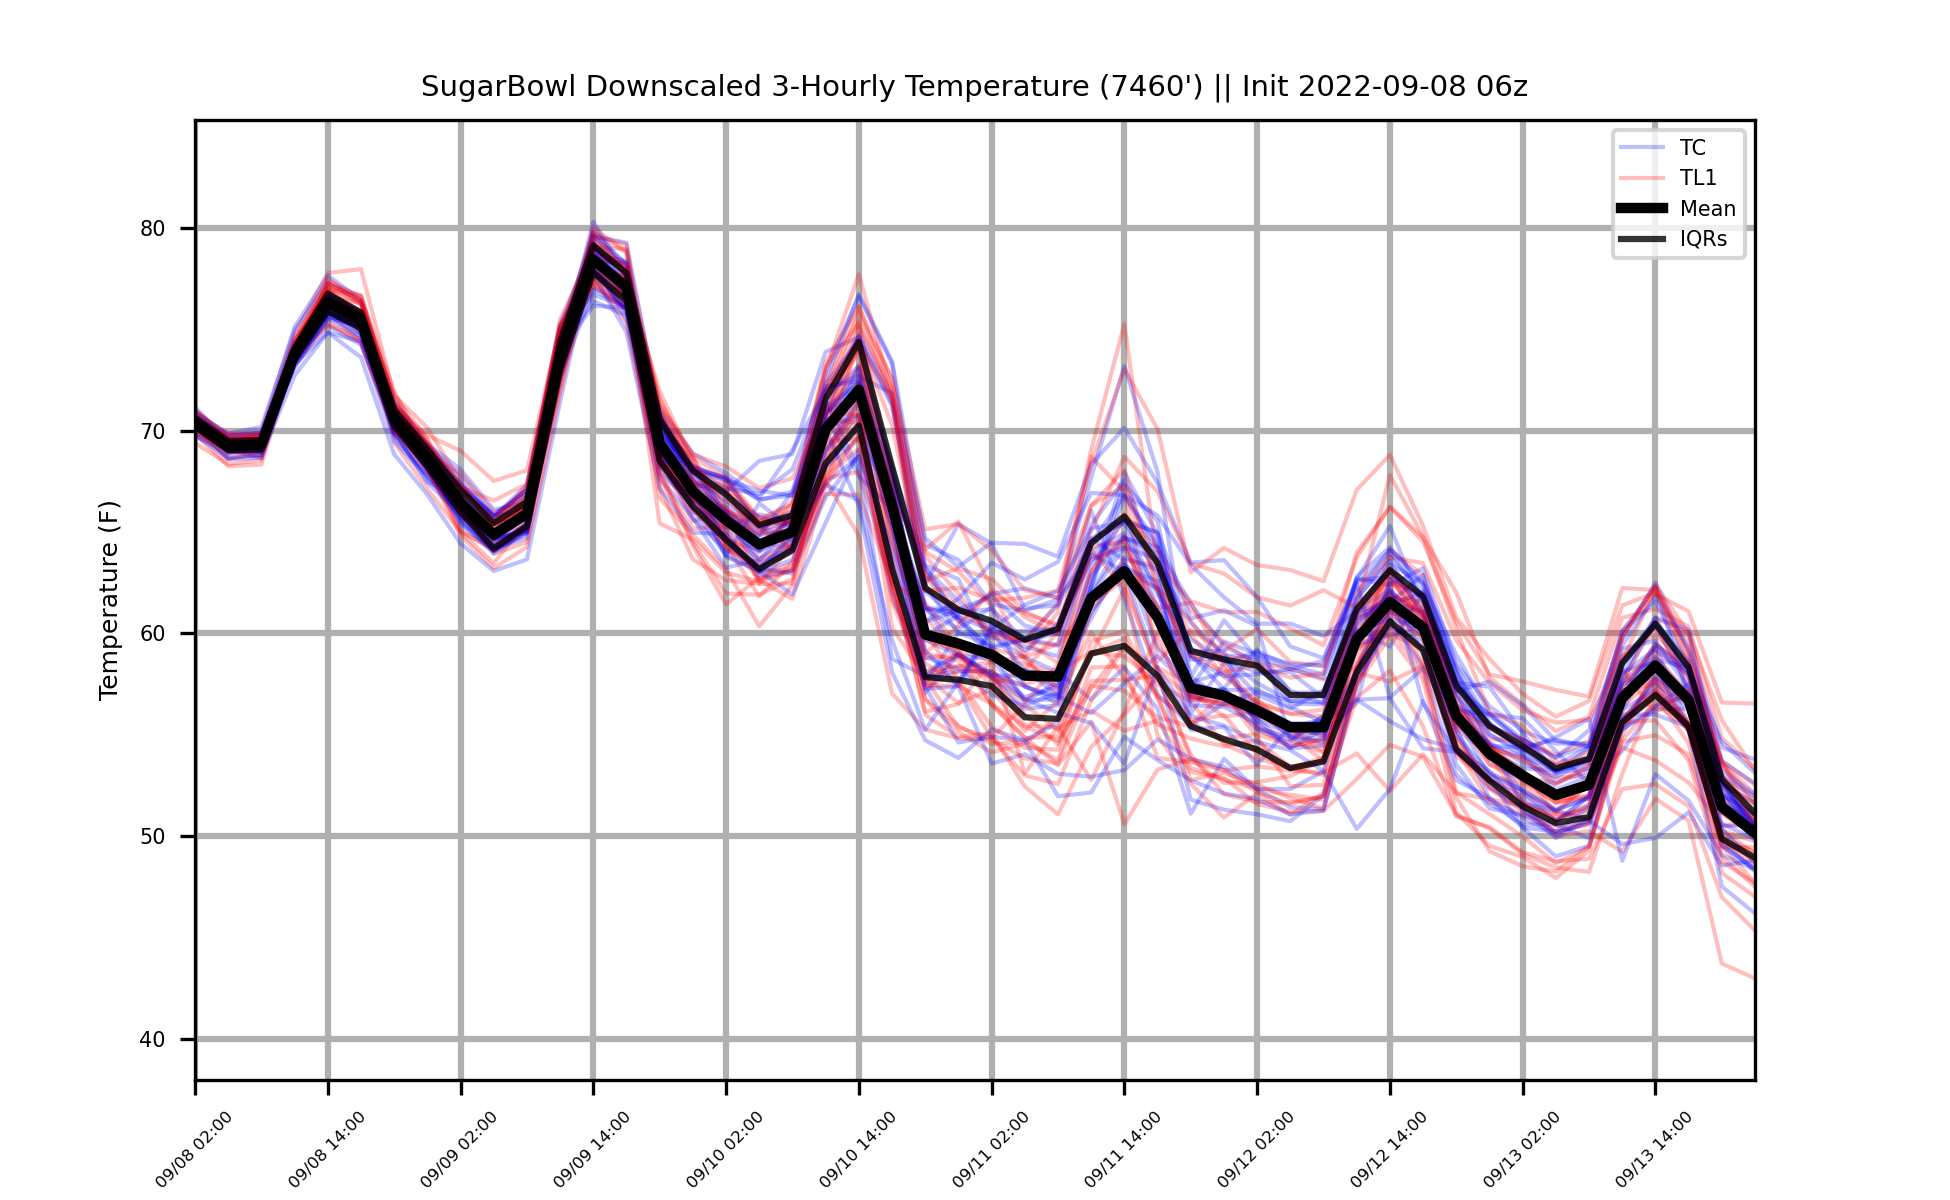 SugarBowl Downscaled 3-Hourly Temperature (7460') || Init 2022-09-08 06z
TC
TL1
Mean
IQRs
Temperature (F)
80
70
60
50
40
09/08 02:00
09/08 14:00
09/09 02:00
09/09 14:00
09/10 02:00
09/10 14:00
09/11 02:00
09/11 14:00
09/12 02:00
09/12 14:00
09/13 02:00
09/13 14:00